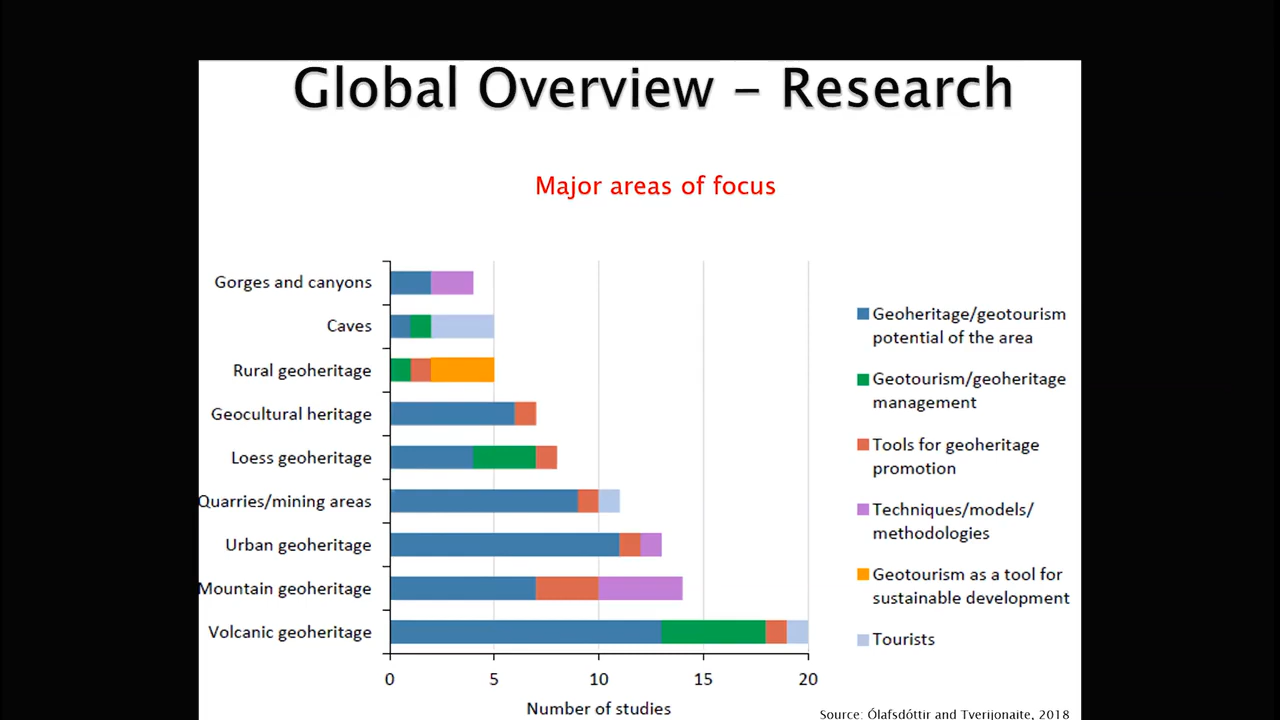 Global Overview – Research
Major areas of focus
Gorges and canyons
Caves
Rural geoheritage
Geocultural heritage
Loess geoheritage
Quarries/mining areas
Urban geoheritage
Mountain geoheritage
Volcanic geoheritage
0 5 10 15 20
Number of studies
Geoheritage/geotourism
potential of the area
Geotourism/geoheritage
management
Tools for geoheritage
promotion
Techniques/models/
methodologies
Geotourism as a tool for
sustainable development
Tourists
Source: Ólafsdóttir and Tverijonaite, 2018